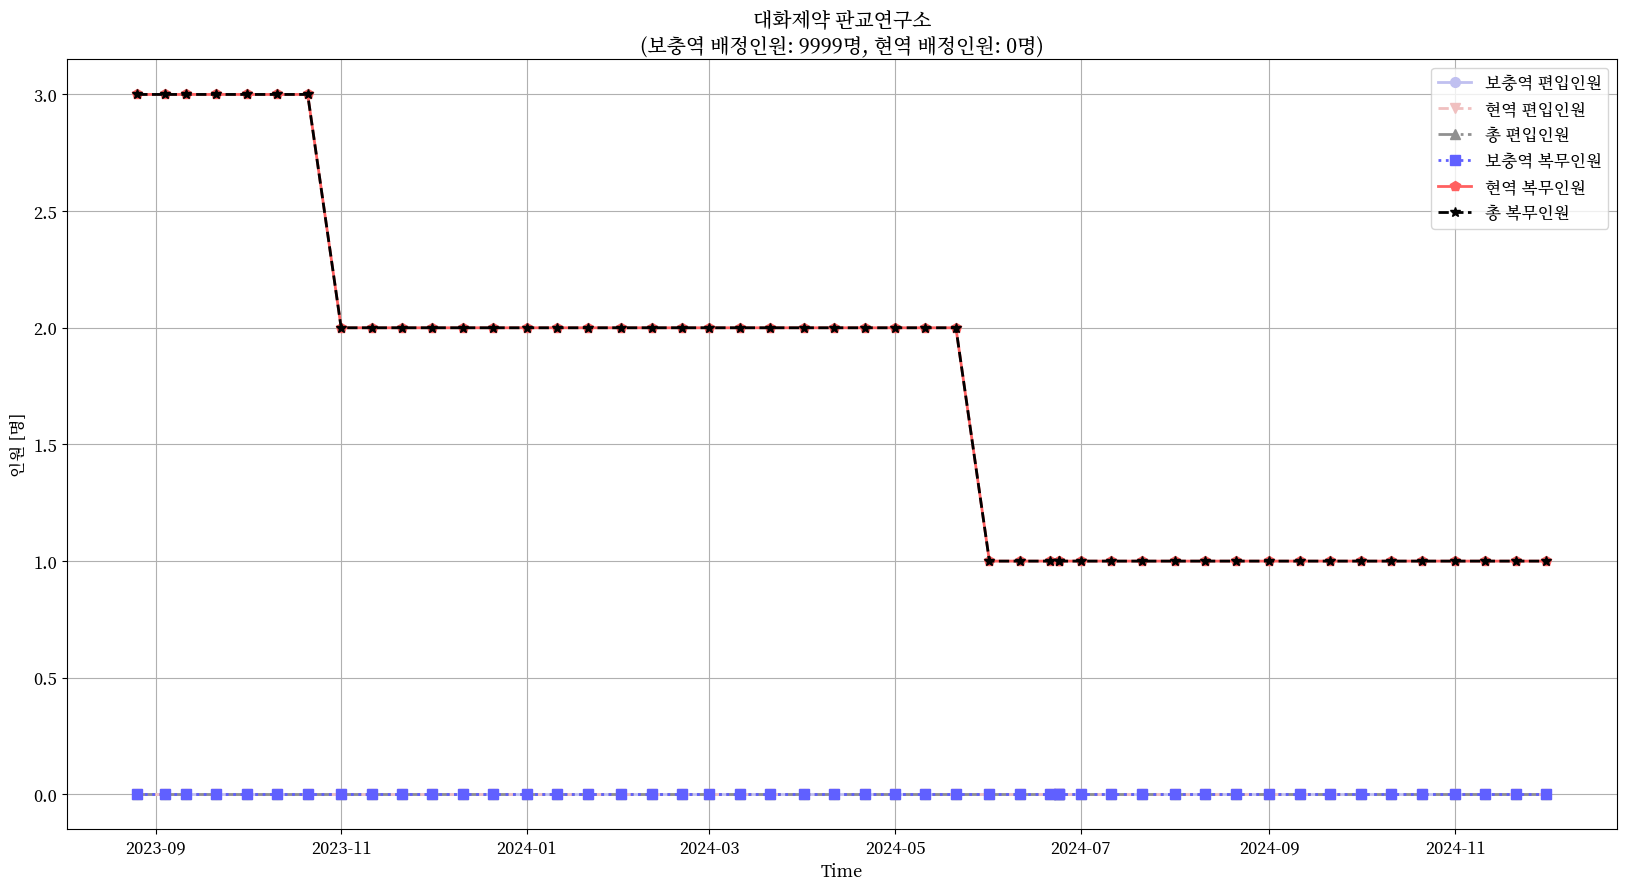 대화제약 판교연구소
(보충역 배정인원: 9999명, 현역 배정인원: 0명)
보충역 편입인원
현역 편입인원
총 편입인원
보충역 복무인원
현역 복무인원
총 복무인원
인원 [명]
3.0
2.5
2.0
1.5
1.0
0.5
0.0
2023-09
2023-11
2024-01
2024-03
2024-05
2024-07
2024-09
2024-11
Time